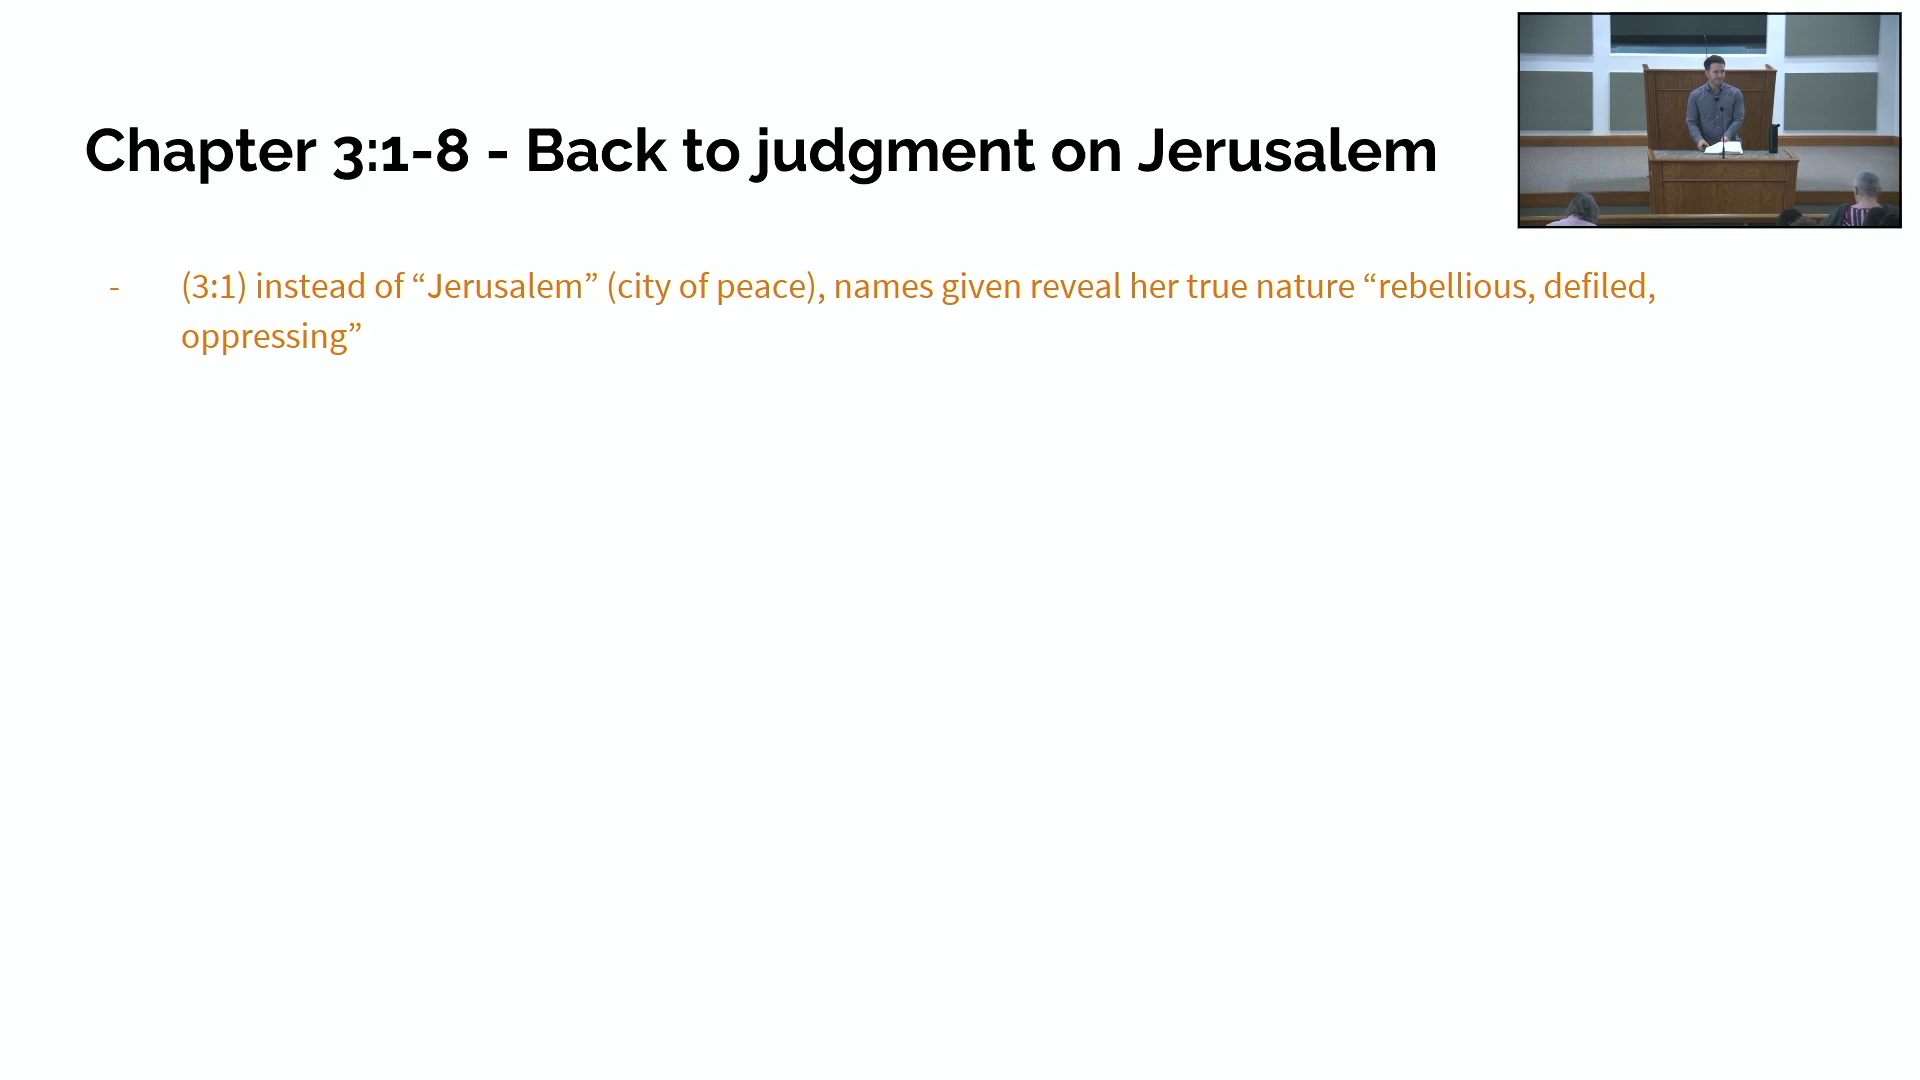 Chapter 3:1-8 - Back to judgment on Jerusalem
- (3:1) instead of “Jerusalem” (city of peace), names given reveal her true nature “rebellious, defiled,
oppressing”